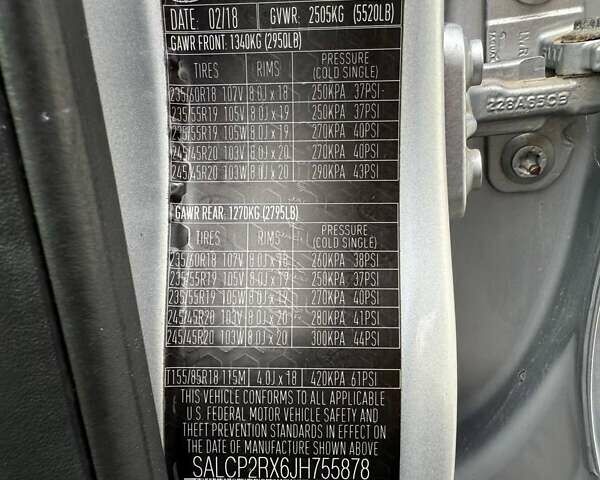 DATE: 02/18 GVWR: 2505KG (5520LB)
GAWR FRONT: 1340KG (2950LB)
TIRES RIMS PRESSURE (COLD SINGLE)
235/60R18 107V 8.0J x 18 250KPA 37PSI
235/55R19 105V 8.0J x 19 250KPA 37PSI
235/55R19 105W 8.0J x 19 270KPA 40PSI
245/45R20 103V 8.0J x 20 270KPA 40PSI
245/45R20 103W 8.0J x 20 290KPA 43PSI
GAWR REAR: 1270KG (2795LB)
TIRES RIMS PRESSURE (COLD SINGLE)
235/60R18 107V 8.0J x 18 260KPA 38PSI
235/55R19 105V 8.0J x 19 250KPA 37PSI
235/55R19 105W 8.0J x 19 270KPA 40PSI
245/45R20 103V 8.0J x 20 280KPA 41PSI
245/45R20 103W 8.0J x 20 300KPA 44PSI
T155/85R18 115M 4.0J x 18 420KPA 61PSI
THIS VEHICLE CONFORMS TO ALL APPLICABLE
U.S. FEDERAL MOTOR VEHICLE SAFETY AND
THEFT PREVENTION STANDARDS IN EFFECT ON
THE DATE OF MANUFACTURE SHOWN ABOVE
SALCP2RX6JH755878